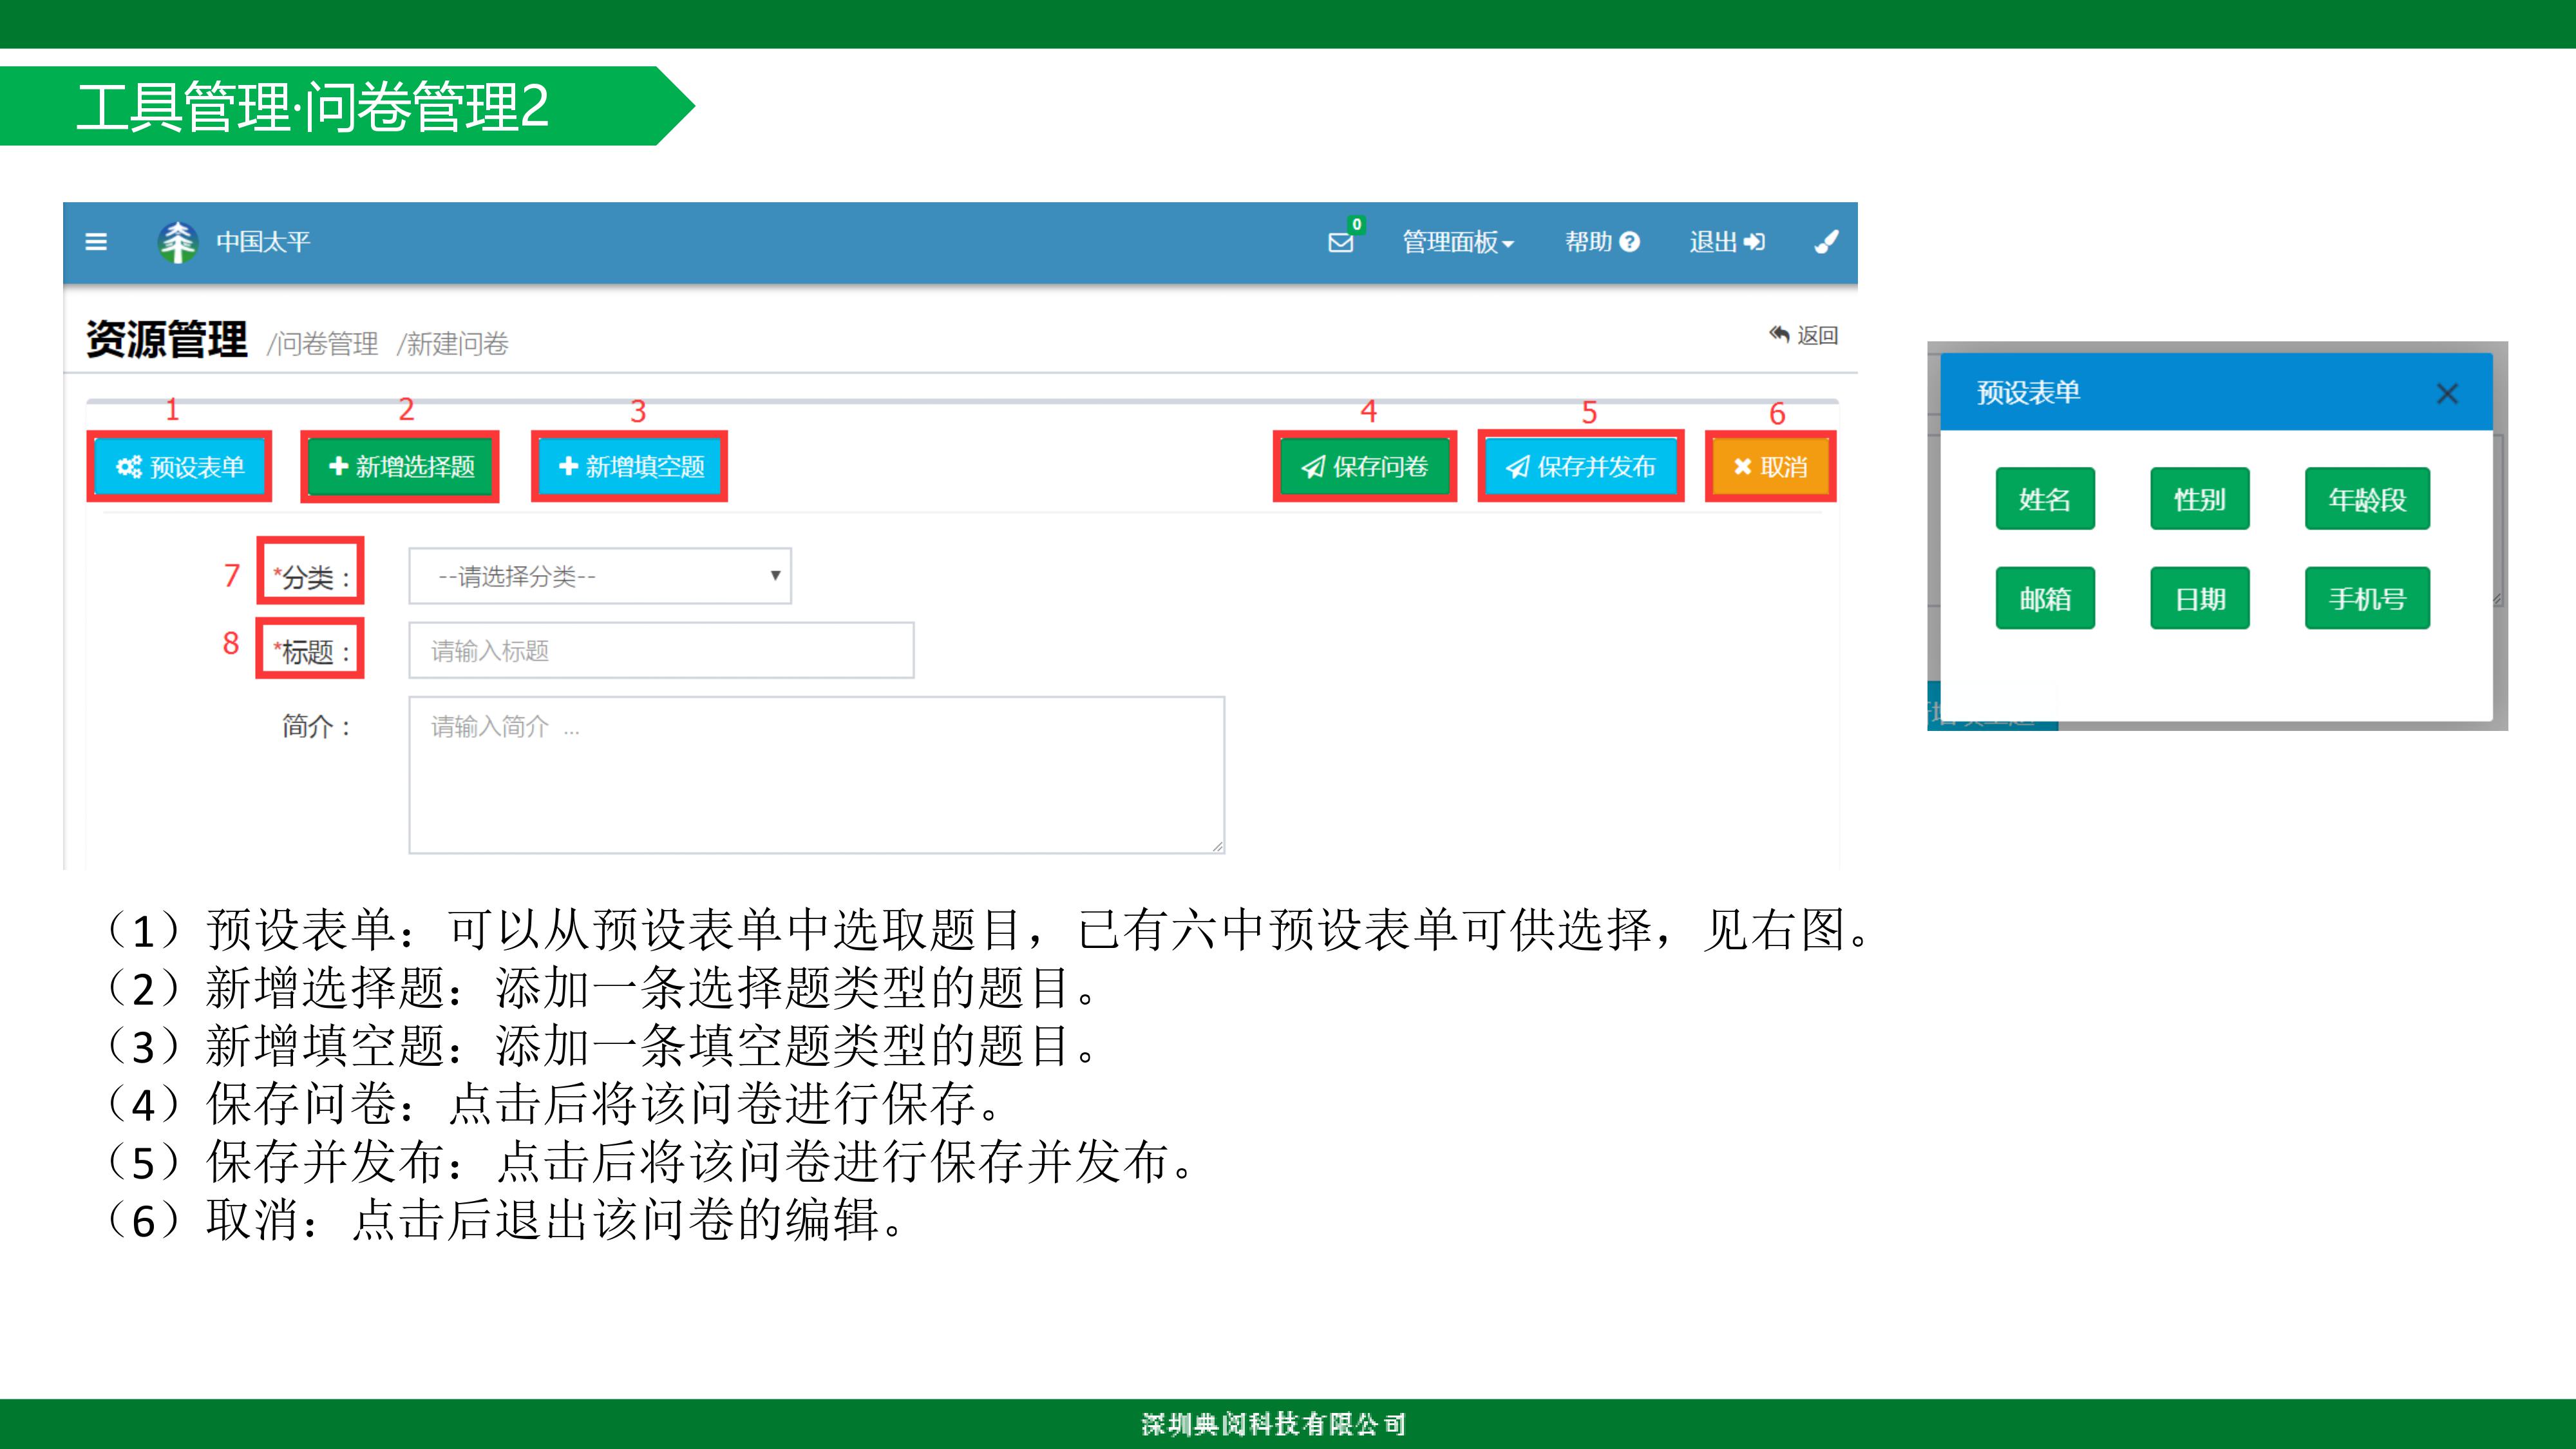 工具管理·问卷管理2
中国太平
0
管理面板
帮助
退出
资源管理 /问卷管理 /新建问卷
返回
1 2 3 4 5 6
预设表单 新增选择题 新增填空题 保存问卷 保存并发布 取消
7 *分类： --请选择分类--
8 *标题： 请输入标题
简介： 请输入简介 ...
预设表单
姓名 性别 年龄段
邮箱 日期 手机号
（1）预设表单：可以从预设表单中选取题目，已有六中预设表单可供选择，见右图。
（2）新增选择题：添加一条选择题类型的题目。
（3）新增填空题：添加一条填空题类型的题目。
（4）保存问卷：点击后将该问卷进行保存。
（5）保存并发布：点击后将该问卷进行保存并发布。
（6）取消：点击后退出该问卷的编辑。
深圳典阅科技有限公司